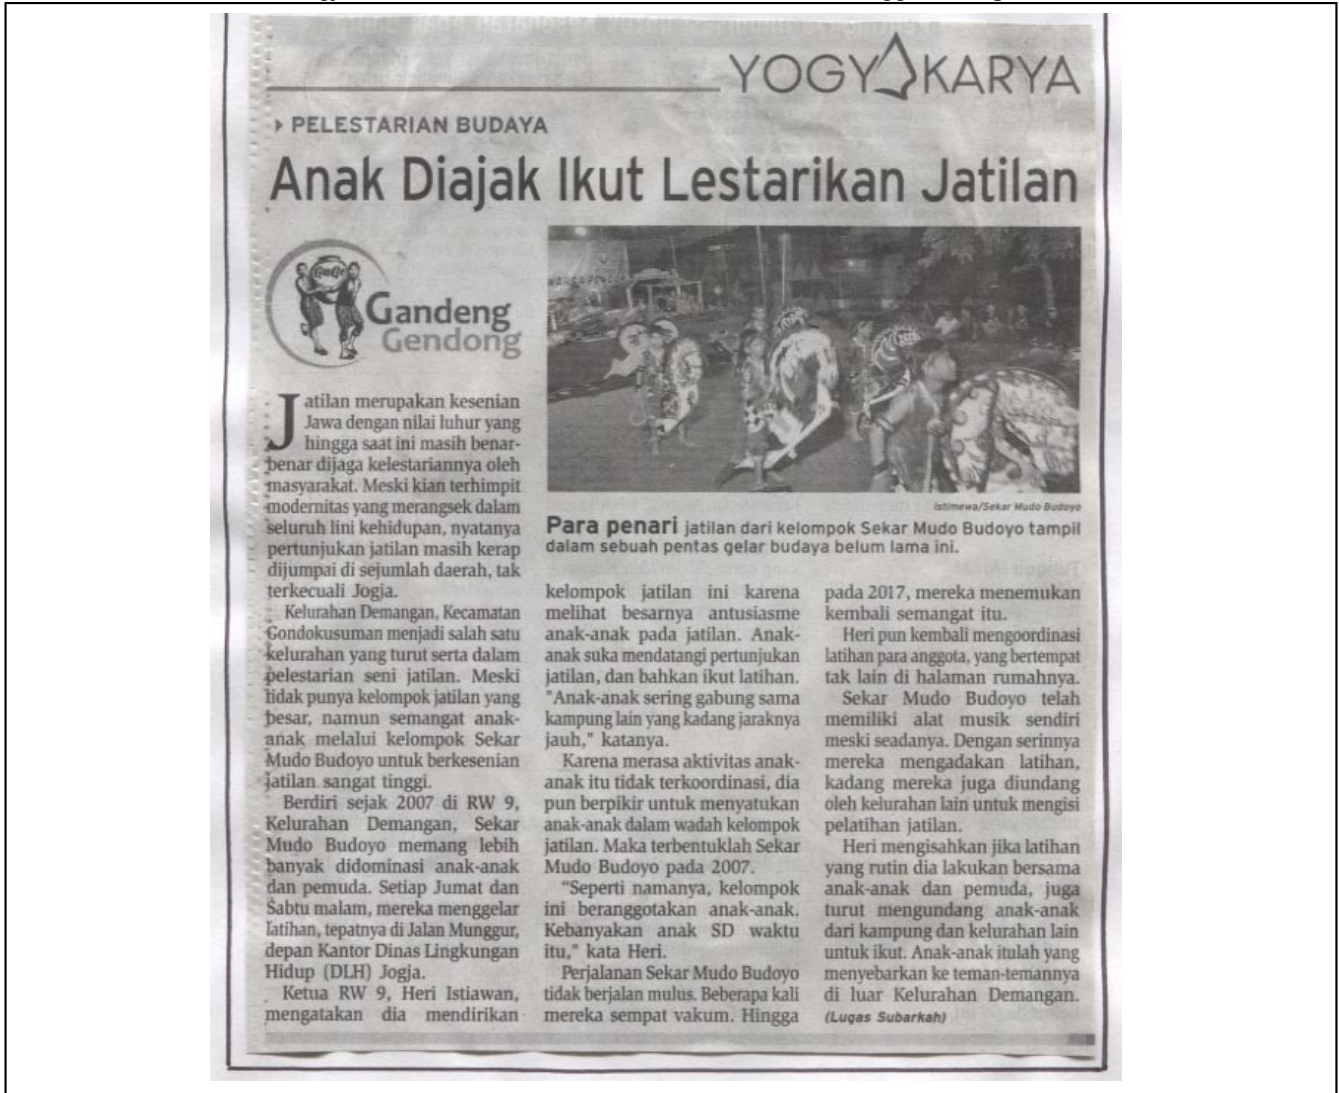 YOGYAKARYA
PELESTARIAN BUDAYA
Anak Diajak Ikut Lestarikan Jatilan
Gandeng
Gendong
Jatilan merupakan kesenian
Jawa dengan nilai luhur yang
hingga saat ini masih benar-
benar dijaga kelestariannya oleh
masyarakat. Meski kian terhimpit
modernitas yang merangsek dalam
seluruh lini kehidupan, nyatanya
pertunjukan jatilan masih kerap
dijumpai di sejumlah daerah, tak
terkecuali Jogja.
Kelurahan Demangan, Kecamatan
Gondokusuman menjadi salah satu
kelurahan yang turut serta dalam
pelestarian seni jatilan. Meski
tidak punya kelompok jatilan yang
besar, namun semangat anak-
anak melalui kelompok Sekar
Mudo Budoyo untuk berkesenian
jatilan sangat tinggi.
Berdiri sejak 2007 di RW 9,
Kelurahan Demangan, Sekar
Mudo Budoyo memang lebih
banyak didominasi anak-anak
dan pemuda. Setiap Jumat dan
Sabtu malam, mereka menggelar
latihan, tepatnya di Jalan Munggur,
depan Kantor Dinas Lingkungan
Hidup (DLH) Jogja.
Ketua RW 9, Heri Istiawan,
mengatakan dia mendirikan
Istimewa/Sekar Mudo Budoyo
Para penari jatilan dari kelompok Sekar Mudo Budoyo tampil
dalam sebuah pentas gelar budaya belum lama ini.
kelompok jatilan ini karena
melihat besarnya antusiasme
anak-anak pada jatilan. Anak-
anak suka mendatangi pertunjukan
jatilan, dan bahkan ikut latihan.
"Anak-anak sering gabung sama
kampung lain yang kadang jaraknya
jauh," katanya.
Karena merasa aktivitas anak-
anak itu tidak terkoordinasi, dia
pun berpikir untuk menyatukan
anak-anak dalam wadah kelompok
jatilan. Maka terbentuklah Sekar
Mudo Budoyo pada 2007.
"Seperti namanya, kelompok
ini beranggotakan anak-anak.
Kebanyakan anak SD waktu
itu," kata Heri.
Perjalanan Sekar Mudo Budoyo
tidak berjalan mulus. Beberapa kali
mereka sempat vakum. Hingga
pada 2017, mereka menemukan
kembali semangat itu.
Heri pun kembali mengoordinasi
latihan para anggota, yang bertempat
tak lain di halaman rumahnya.
Sekar Mudo Budoyo telah
memiliki alat musik sendiri
meski seadanya. Dengan serinnya
mereka mengadakan latihan,
kadang mereka juga diundang
oleh kelurahan lain untuk mengisi
pelatihan jatilan.
Heri mengisahkan jika latihan
yang rutin dia lakukan bersama
anak-anak dan pemuda, juga
turut mengundang anak-anak
dari kampung dan kelurahan lain
untuk ikut. Anak-anak itulah yang
menyebarkan ke teman-temannya
di luar Kelurahan Demangan.
(Lugas Subarkah)